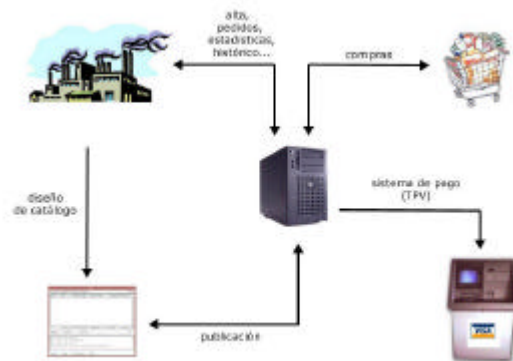 alta,
pedidos,
estadísticas,
histórico...
compras
diseño
de catálogo
sistema de pago
(TPV)
publicación
VISA